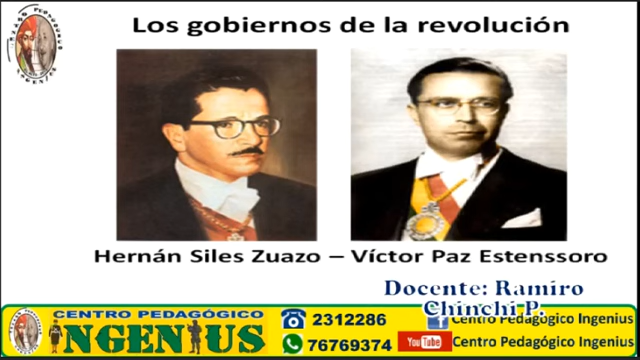 Los gobiernos de la revolución
Hernán Siles Zuazo – Víctor Paz Estenssoro
Docente: Ramiro
Chinchi P.
CENTRO PEDAGÓGICO
INGENIUS
2312286
76769374
Centro Pedagógico Ingenius
YouTube Centro Pedagógico Ingenius